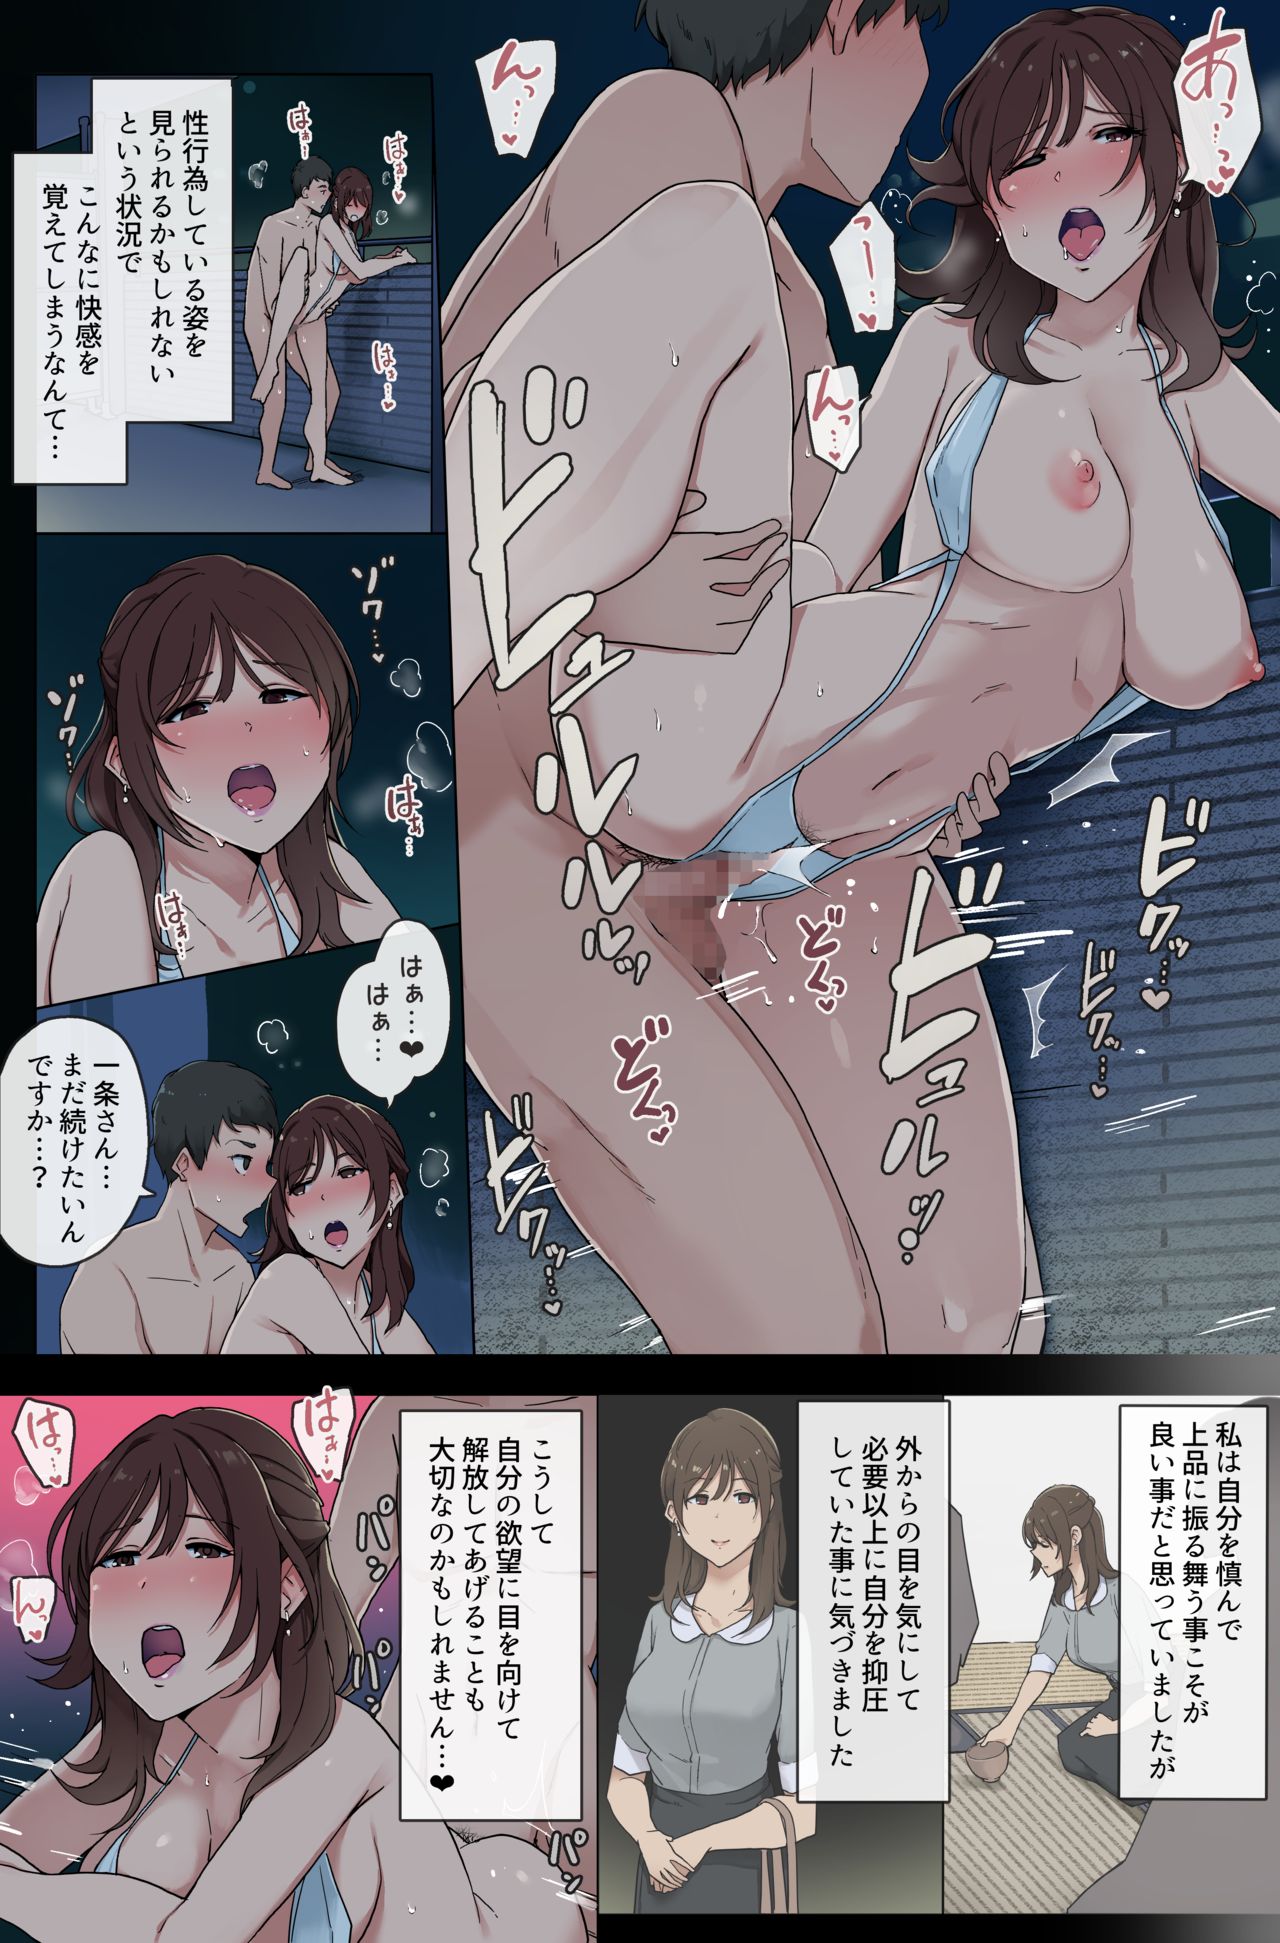 あっ…っ♥
んっ…♥
っー…♥
んっ…♥
ドビュルルルルッ
ビクッ…♥
ビクッ…♥
どくっ♥
どくっ♥
ビュルルッ!
ビクッ…♥
性行為している姿を
見られるかもしれない
という状況で
こんなに快感を
覚えてしまうなんて…
はぁ…
はぁ…♥
はぁ…♥
ゾワ…♥
ゾワ…
はぁ…
はぁ…
はぁ…♥
はぁ…
一条さん…
まだ続けたいん
ですか…?
私は自分を慎んで
上品に振る舞う事こそが
良い事だと思っていましたが
外からの目を気にして
必要以上に自分を抑圧
していた事に気づきました
こうして
自分の欲望に目を向けて
解放してあげることも
大切なのかもしれません…♥
はぁ…♥
はっ…♥
んっ♥
パンッ
パンッ